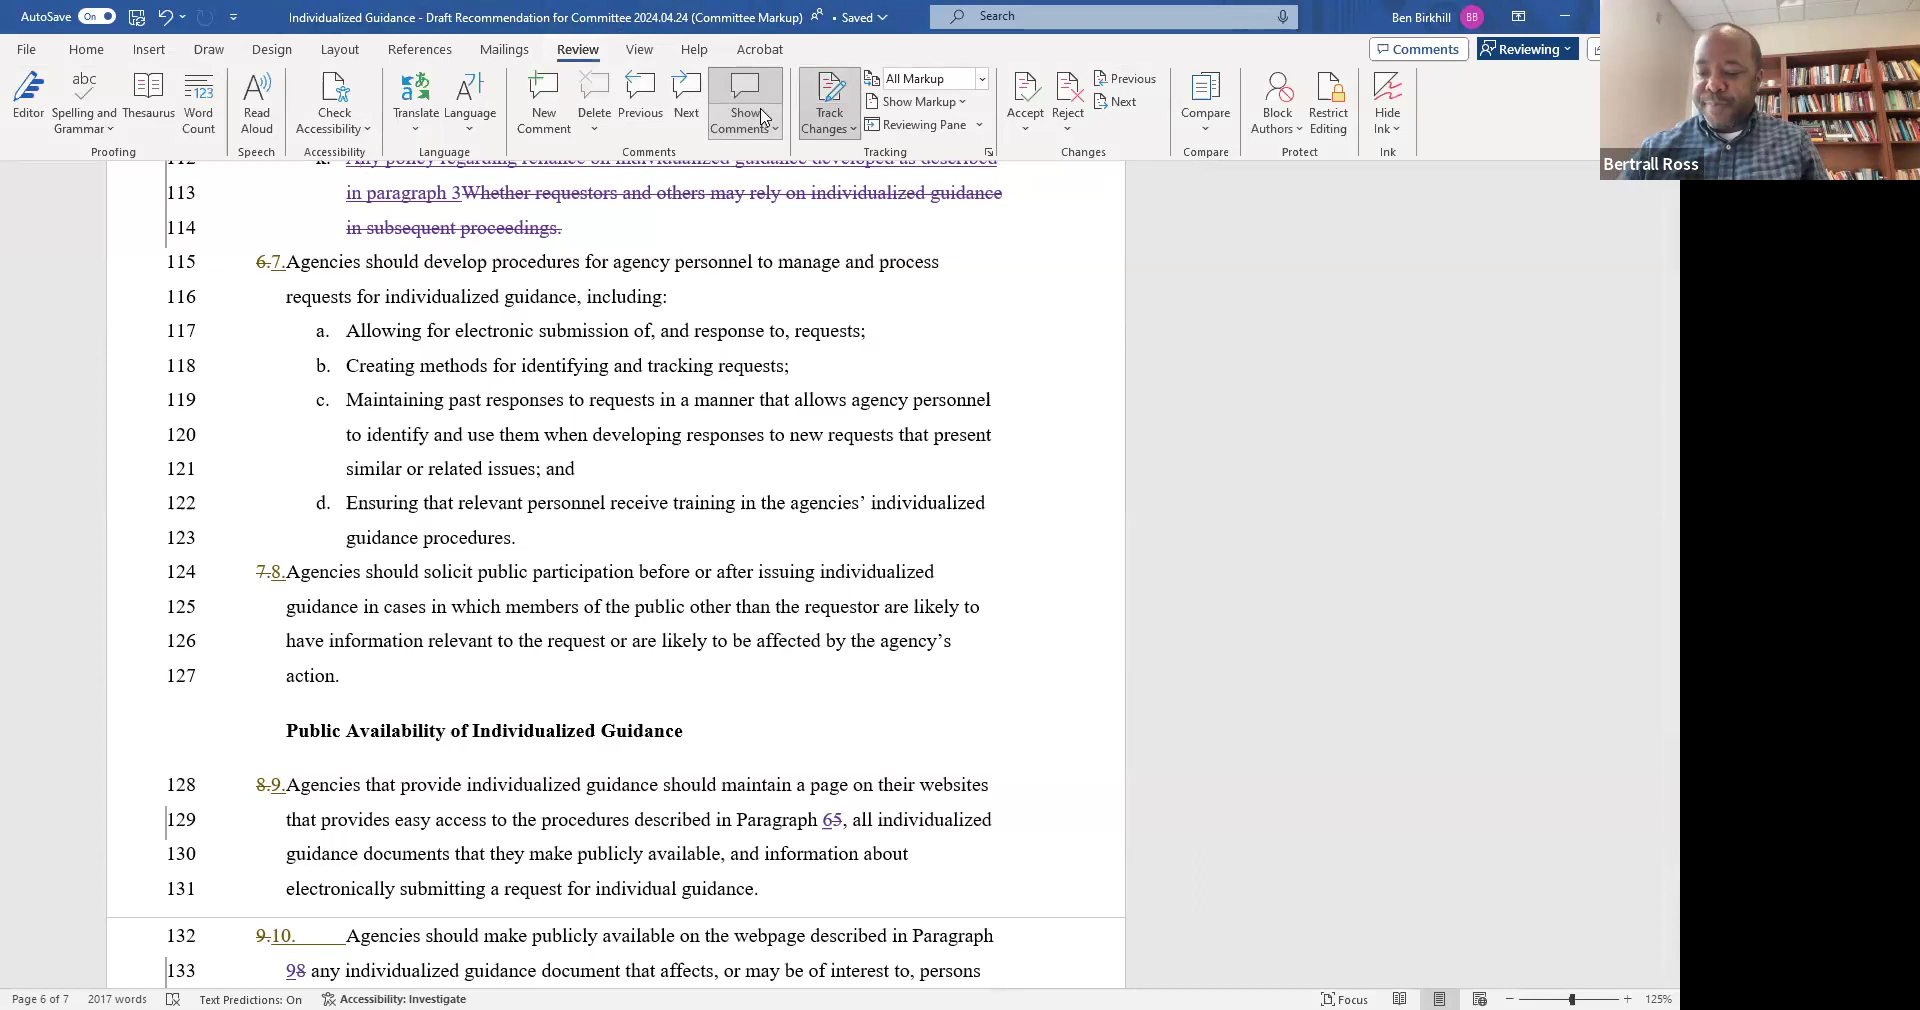 AutoSave On Individualized Guidance - Draft Recommendation for Committee 2024.04.24 (Committee Markup) • Saved Search Ben Birkhill BB
File Home Insert Draw Design Layout References Mailings Review View Help Acrobat Comments Reviewing
Editor Spelling and Grammar Thesaurus Word Count Read Aloud Check Accessibility Translate Language New Comment Delete Previous Next Show Comments Track Changes All Markup Show Markup Reviewing Pane Accept Reject Previous Next Compare Block Authors Restrict Editing Hide Ink
Proofing Speech Accessibility Language Comments Tracking Changes Compare Protect Ink
Bertrall Ross
112 k. Any policy regarding reliance on individualized guidance developed as described
113 in paragraph 3Whether requestors and others may rely on individualized guidance
114 in subsequent proceedings.
115 6.7.Agencies should develop procedures for agency personnel to manage and process
116 requests for individualized guidance, including:
117 a. Allowing for electronic submission of, and response to, requests;
118 b. Creating methods for identifying and tracking requests;
119 c. Maintaining past responses to requests in a manner that allows agency personnel
120 to identify and use them when developing responses to new requests that present
121 similar or related issues; and
122 d. Ensuring that relevant personnel receive training in the agencies’ individualized
123 guidance procedures.
124 7.8.Agencies should solicit public participation before or after issuing individualized
125 guidance in cases in which members of the public other than the requestor are likely to
126 have information relevant to the request or are likely to be affected by the agency’s
127 action.
Public Availability of Individualized Guidance
128 8.9.Agencies that provide individualized guidance should maintain a page on their websites
129 that provides easy access to the procedures described in Paragraph 65, all individualized
130 guidance documents that they make publicly available, and information about
131 electronically submitting a request for individual guidance.
132 9.10. Agencies should make publicly available on the webpage described in Paragraph
133 98 any individualized guidance document that affects, or may be of interest to, persons
Page 6 of 7 2017 words Text Predictions: On Accessibility: Investigate Focus 125%